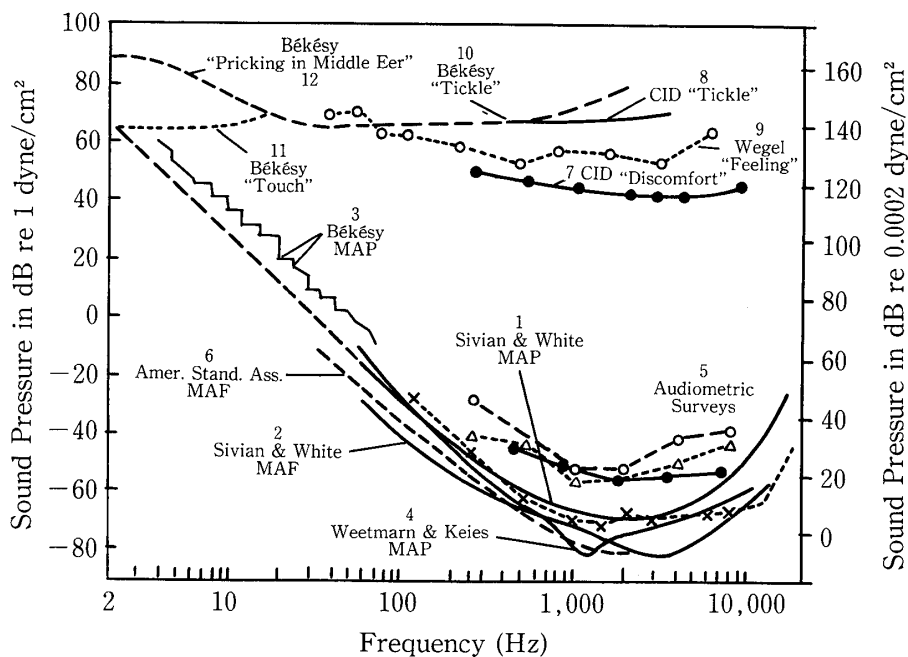 100
80
60
40
20
0
−20
−40
−60
−80
Sound Pressure in dB re 1 dyne/cm²
Békésy
"Pricking in Middle Eer"
12
10
Békésy
"Tickle"
8
CID "Tickle"
9
Wegel
"Feeling"
7 CID "Discomfort"
11
Békésy
"Touch"
3
Békésy
MAP
1
Sivian & White
MAP
6
Amer. Stand. Ass.
MAF
5
Audiometric
Surveys
2
Sivian & White
MAF
4
Weetmarn & Keies
MAP
160
140
120
100
80
60
40
20
0
Sound Pressure in dB re 0.0002 dyne/cm²
2 10 100 1,000 10,000
Frequency (Hz)